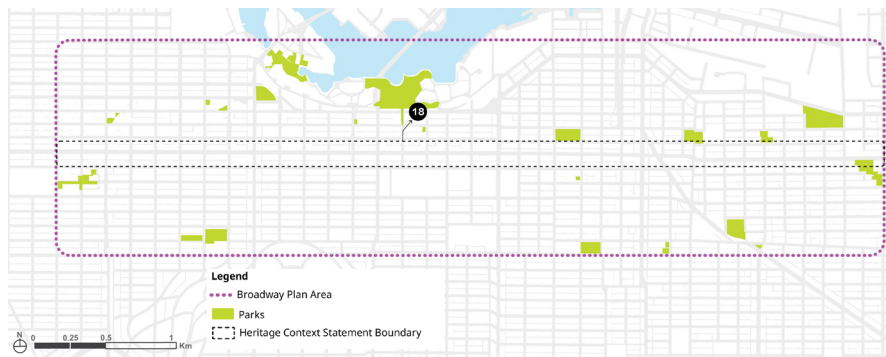 18
Legend
Broadway Plan Area
Parks
Heritage Context Statement Boundary
N
0 0.25 0.5 1
Km